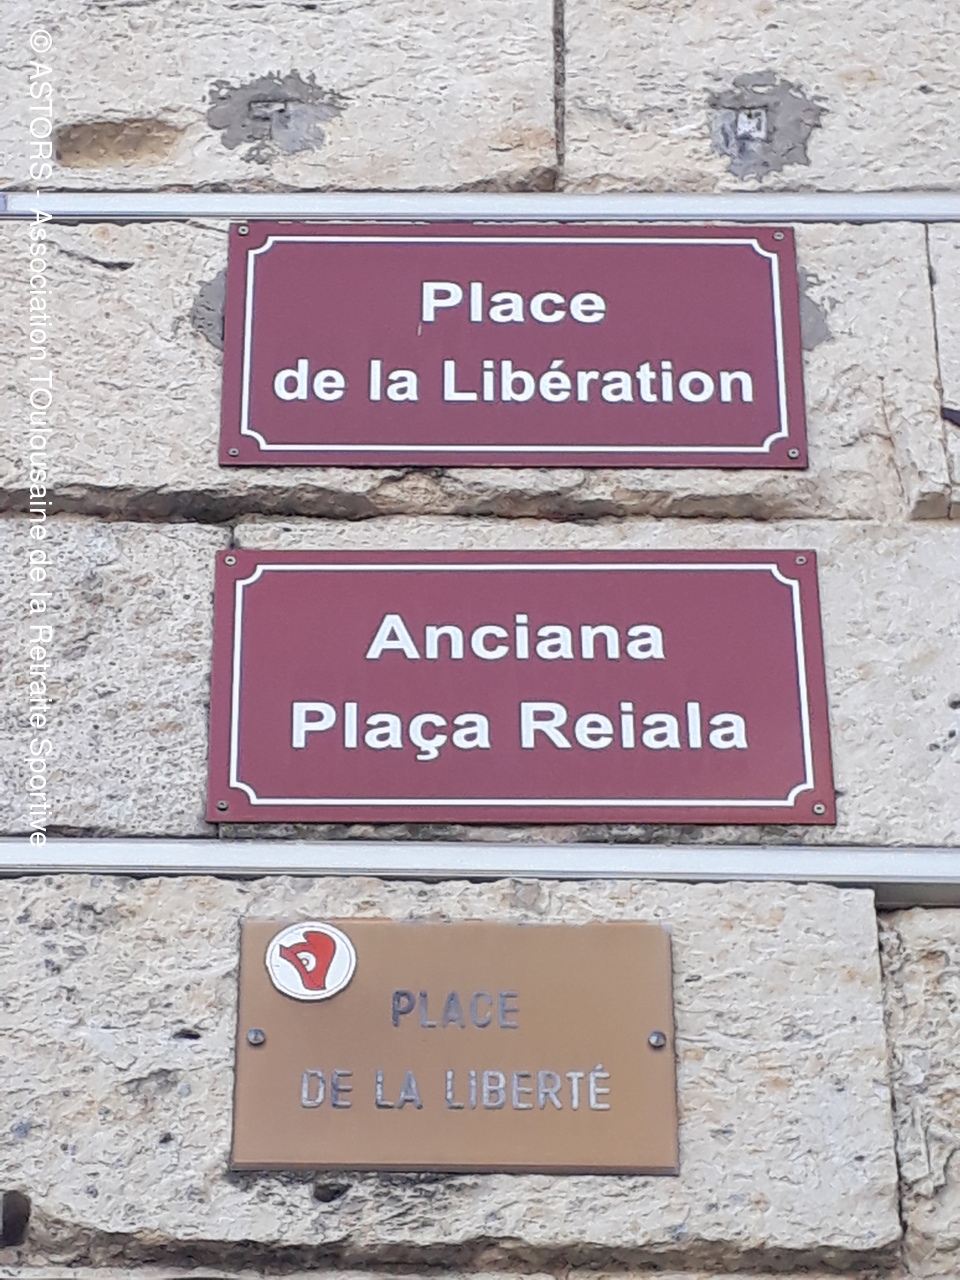 Place
de la Libération
Anciana
Plaça Reiala
PLACE
DE LA LIBERTÉ
© ASTORS - Association TOulousaine de la Retraite Sportive